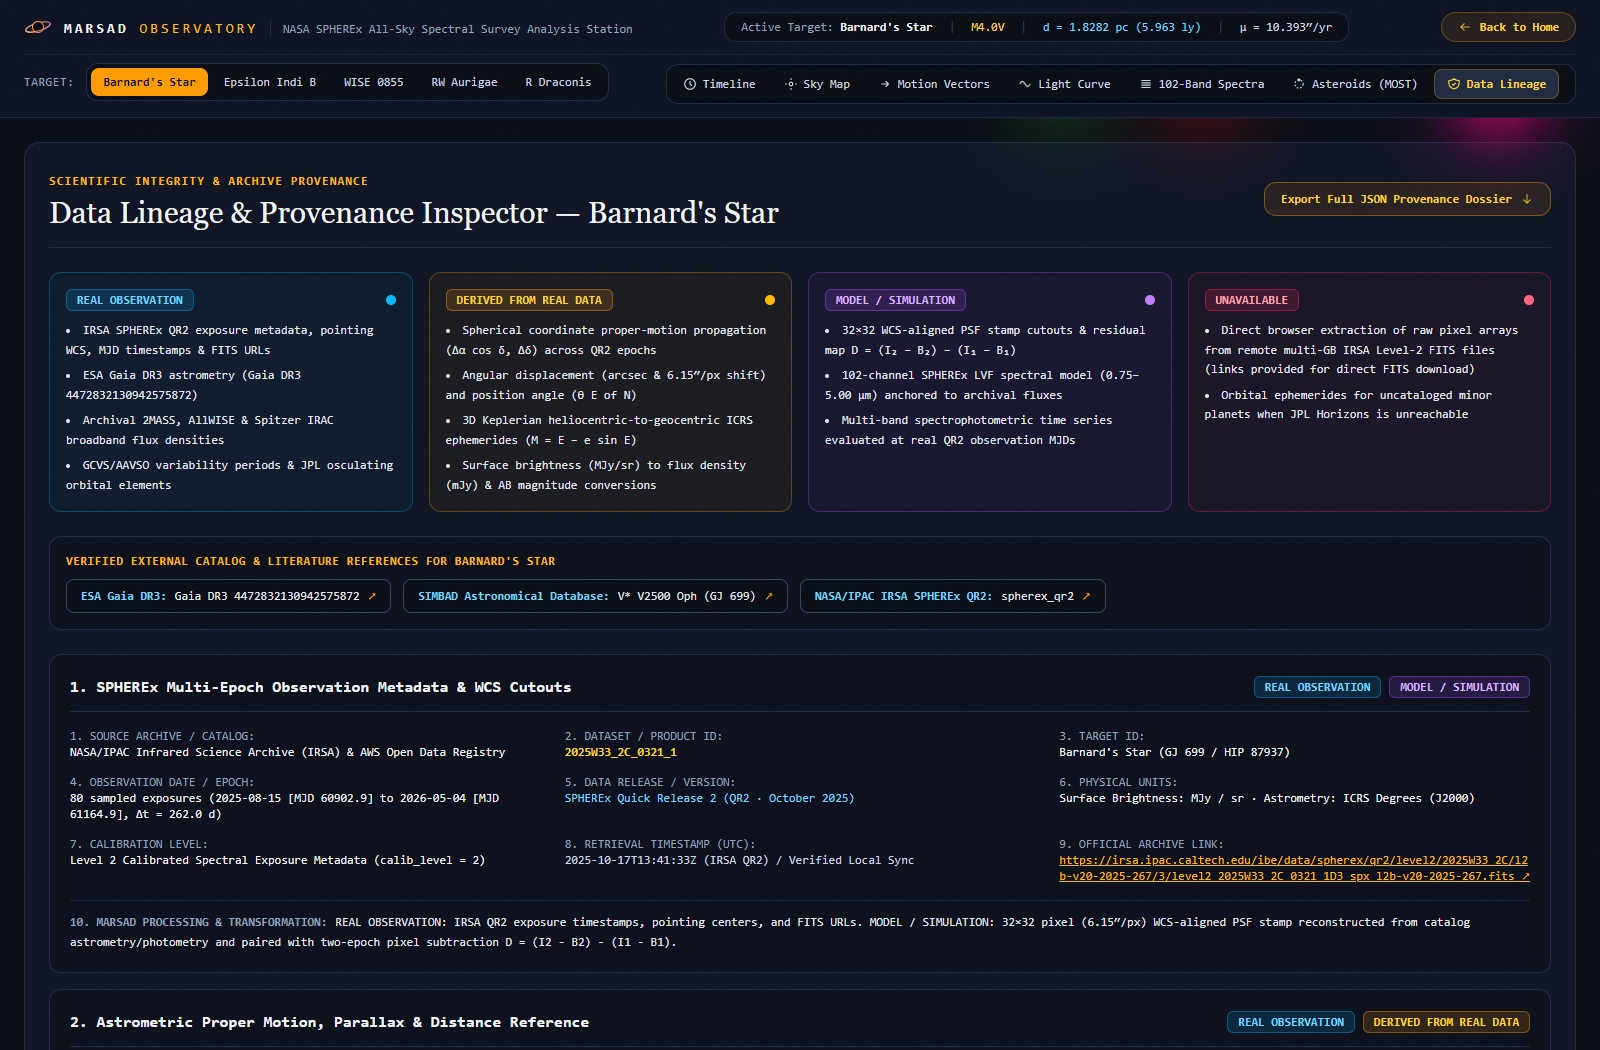 MARSAD OBSERVATORY
NASA SPHEREx All-Sky Spectral Survey Analysis Station
Active Target: Barnard's Star | M4.0V | d = 1.8282 pc (5.963 ly) | μ = 10.393″/yr
← Back to Home
TARGET: Barnard's Star Epsilon Indi B WISE 0855 RW Aurigae R Draconis
Timeline Sky Map → Motion Vectors Light Curve 102-Band Spectra Asteroids (MOST) Data Lineage
SCIENTIFIC INTEGRITY & ARCHIVE PROVENANCE
Data Lineage & Provenance Inspector — Barnard's Star
Export Full JSON Provenance Dossier ↓
REAL OBSERVATION
• IRSA SPHEREx QR2 exposure metadata, pointing
WCS, MJD timestamps & FITS URLs
• ESA Gaia DR3 astrometry (Gaia DR3
4472832130942575872)
• Archival 2MASS, AllWISE & Spitzer IRAC
broadband flux densities
• GCVS/AAVSO variability periods & JPL osculating
orbital elements
DERIVED FROM REAL DATA
• Spherical coordinate proper-motion propagation
(Δα cos δ, Δδ) across QR2 epochs
• Angular displacement (arcsec & 6.15″/px shift)
and position angle (θ E of N)
• 3D Keplerian heliocentric-to-geocentric ICRS
ephemerides (M = E − e sin E)
• Surface brightness (MJy/sr) to flux density
(mJy) & AB magnitude conversions
MODEL / SIMULATION
• 32×32 WCS-aligned PSF stamp cutouts & residual
map D = (I₂ − B₂) − (I₁ − B₁)
• 102-channel SPHEREx LVF spectral model (0.75–
5.00 μm) anchored to archival fluxes
• Multi-band spectrophotometric time series
evaluated at real QR2 observation MJDs
UNAVAILABLE
• Direct browser extraction of raw pixel arrays
from remote multi-GB IRSA Level-2 FITS files
(links provided for direct FITS download)
• Orbital ephemerides for uncataloged minor
planets when JPL Horizons is unreachable
VERIFIED EXTERNAL CATALOG & LITERATURE REFERENCES FOR BARNARD'S STAR
ESA Gaia DR3: Gaia DR3 4472832130942575872 ↗
SIMBAD Astronomical Database: V* V2500 Oph (GJ 699) ↗
NASA/IPAC IRSA SPHEREx QR2: spherex_qr2 ↗
1. SPHEREx Multi-Epoch Observation Metadata & WCS Cutouts
REAL OBSERVATION MODEL / SIMULATION
1. SOURCE ARCHIVE / CATALOG:
NASA/IPAC Infrared Science Archive (IRSA) & AWS Open Data Registry
2. DATASET / PRODUCT ID:
2025W33_2C_0321_1
3. TARGET ID:
Barnard's Star (GJ 699 / HIP 87937)
4. OBSERVATION DATE / EPOCH:
80 sampled exposures (2025-08-15 [MJD 60902.9] to 2026-05-04 [MJD
61164.9], Δt = 262.0 d)
5. DATA RELEASE / VERSION:
SPHEREx Quick Release 2 (QR2 · October 2025)
6. PHYSICAL UNITS:
Surface Brightness: MJy / sr · Astrometry: ICRS Degrees (J2000)
7. CALIBRATION LEVEL:
Level 2 Calibrated Spectral Exposure Metadata (calib_level = 2)
8. RETRIEVAL TIMESTAMP (UTC):
2025-10-17T13:41:33Z (IRSA QR2) / Verified Local Sync
9. OFFICIAL ARCHIVE LINK:
https://irsa.ipac.caltech.edu/ibe/data/spherex/qr2/level2/2025W33_2C/l2
b-v20-2025-267/3/level2_2025W33_2C_0321_1D3_spx_l2b-v20-2025-267.fits ↗
10. MARSAD PROCESSING & TRANSFORMATION: REAL OBSERVATION: IRSA QR2 exposure timestamps, pointing centers, and FITS URLs. MODEL / SIMULATION: 32×32 pixel (6.15″/px) WCS-aligned PSF stamp reconstructed from catalog
astrometry/photometry and paired with two-epoch pixel subtraction D = (I2 - B2) - (I1 - B1).
2. Astrometric Proper Motion, Parallax & Distance Reference
REAL OBSERVATION DERIVED FROM REAL DATA